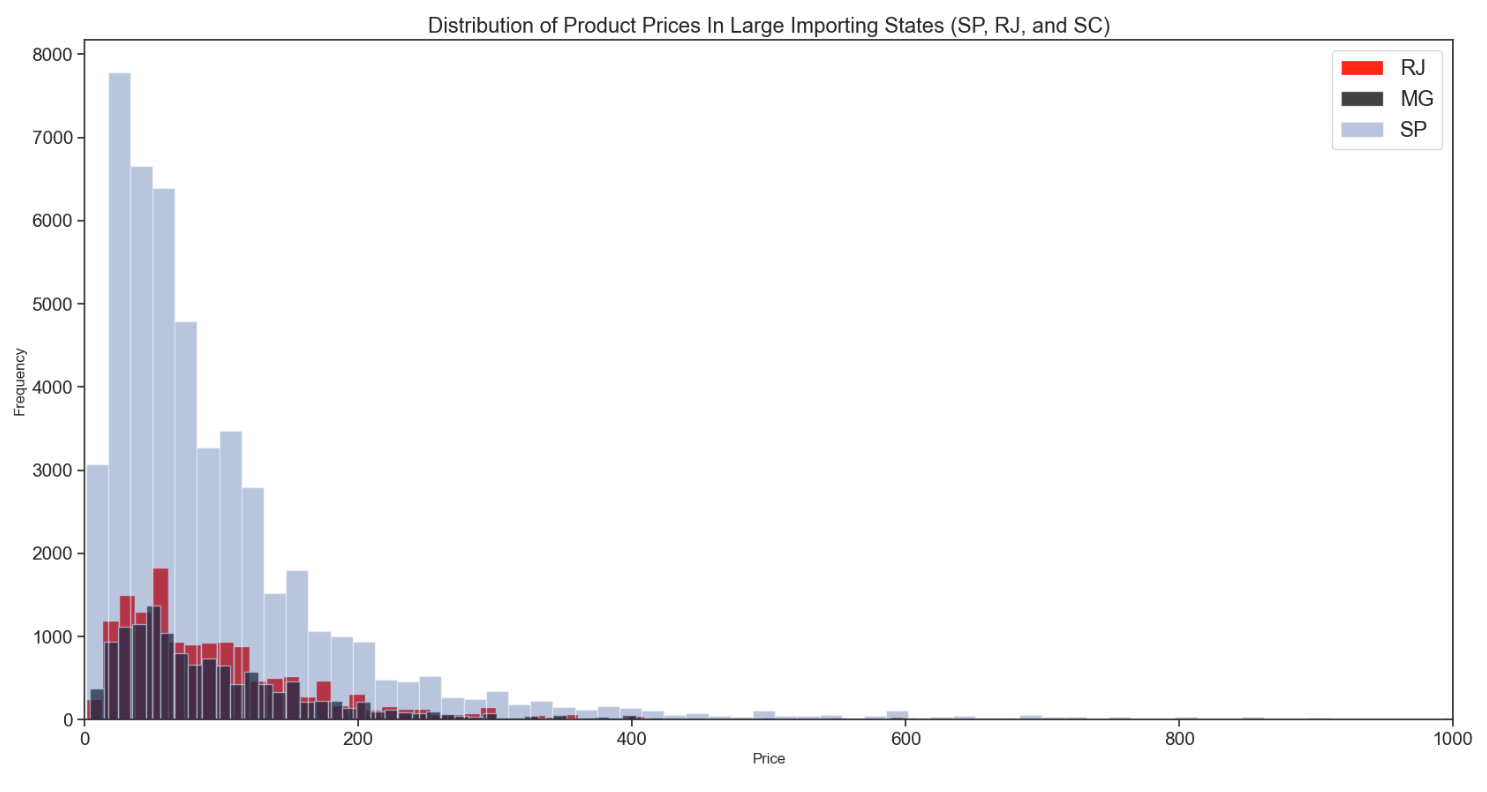 Distribution of Product Prices In Large Importing States (SP, RJ, and SC)
RJ
MG
SP
8000
7000
6000
5000
4000
3000
2000
1000
0
Frequency
0 200 400 600 800 1000
Price